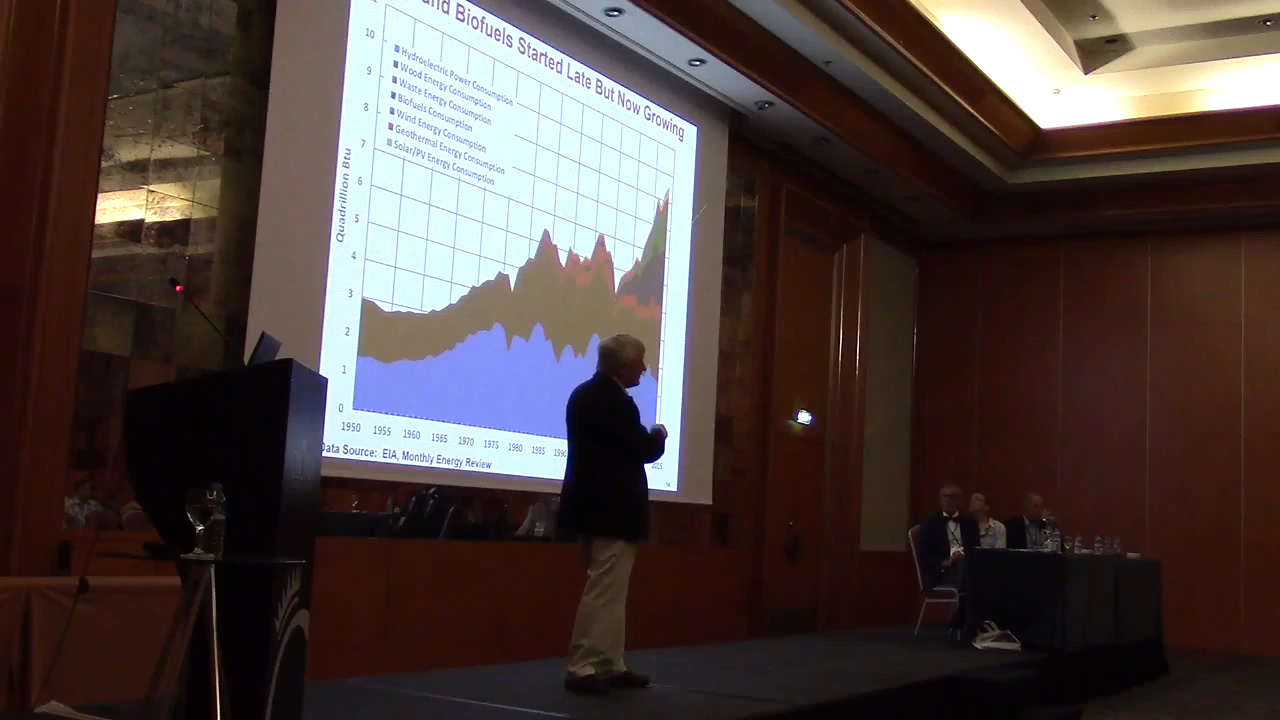 and Biofuels Started Late But Now Growing
10
9
8
7
6
5
4
3
2
1
0
Quadrillion Btu
Hydroelectric Power Consumption
Wood Energy Consumption
Waste Energy Consumption
Biofuels Consumption
Wind Energy Consumption
Geothermal Energy Consumption
Solar/PV Energy Consumption
1950 1955 1960 1965 1970 1975 1980 1985 1990 2015
Data Source: EIA, Monthly Energy Review